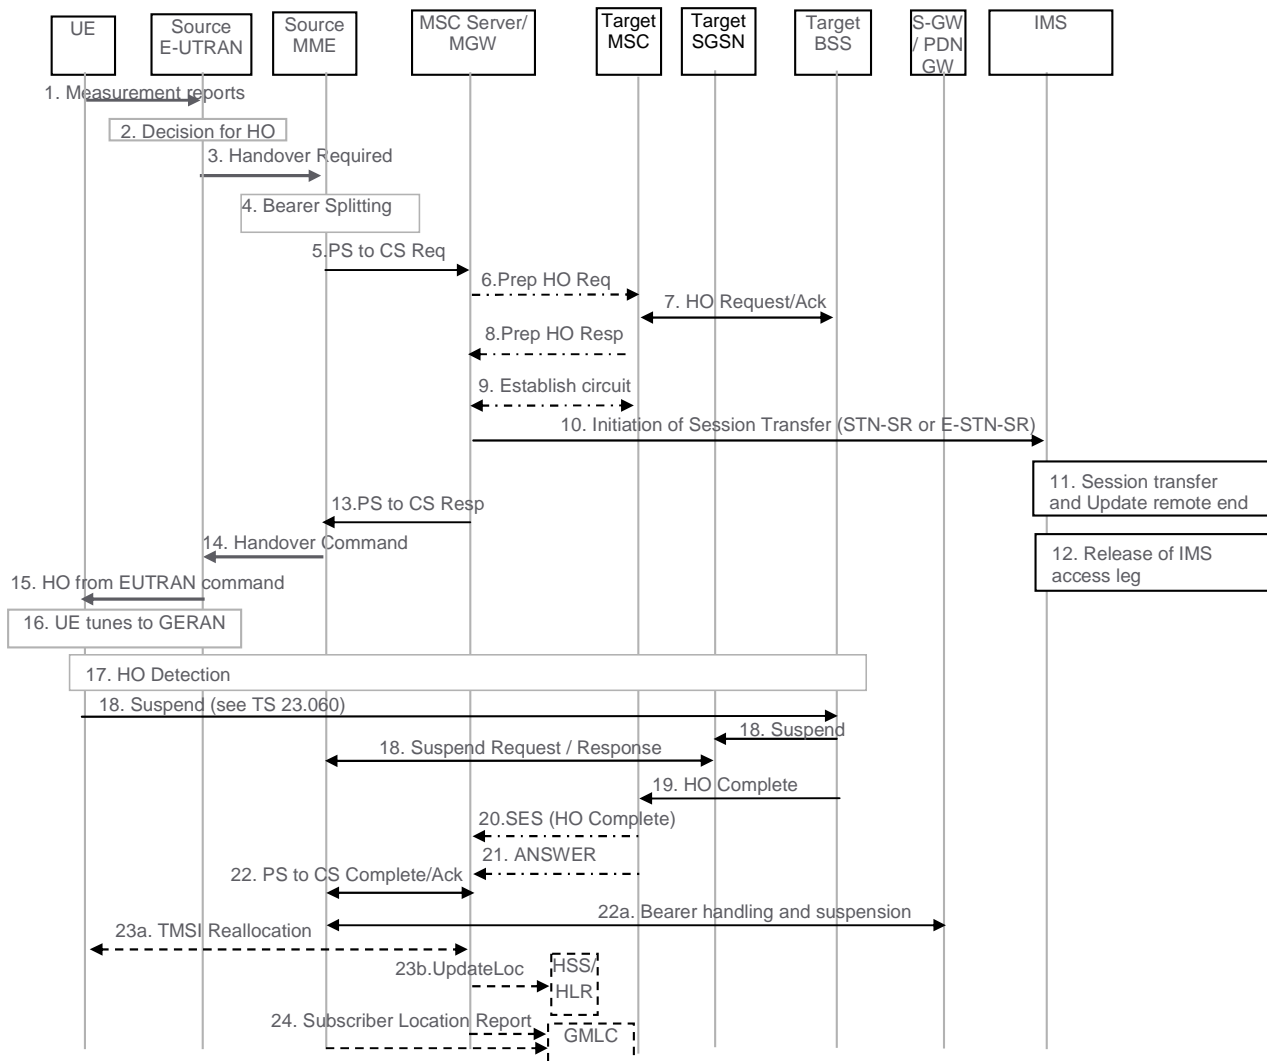 UE
Source
E-UTRAN
Source
MME
MSC Server/
MGW
Target
MSC
Target
SGSN
Target
BSS
S-GW
/ PDN
GW
IMS
1. Measurement reports
2. Decision for HO
3. Handover Required
4. Bearer Splitting
5.PS to CS Req
6.Prep HO Req
7. HO Request/Ack
8.Prep HO Resp
9. Establish circuit
10. Initiation of Session Transfer (STN-SR or E-STN-SR)
11. Session transfer
and Update remote end
13.PS to CS Resp
14. Handover Command
12. Release of IMS
access leg
15. HO from EUTRAN command
16. UE tunes to GERAN
17. HO Detection
18. Suspend (see TS 23.060)
18. Suspend
18. Suspend Request / Response
19. HO Complete
20.SES (HO Complete)
21. ANSWER
22. PS to CS Complete/Ack
22a. Bearer handling and suspension
23a. TMSI Reallocation
23b.UpdateLoc
HSS/
HLR
24. Subscriber Location Report
GMLC